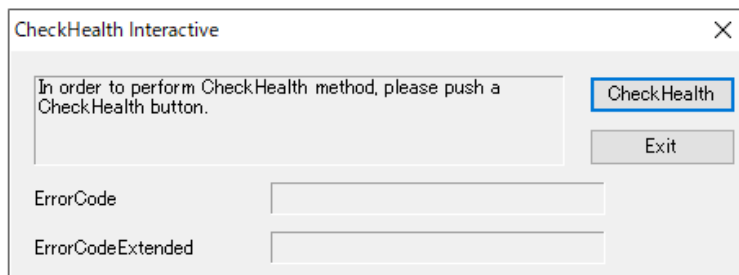 CheckHealth Interactive
In order to perform CheckHealth method, please push a
CheckHealth button.
CheckHealth
Exit
ErrorCode
ErrorCodeExtended